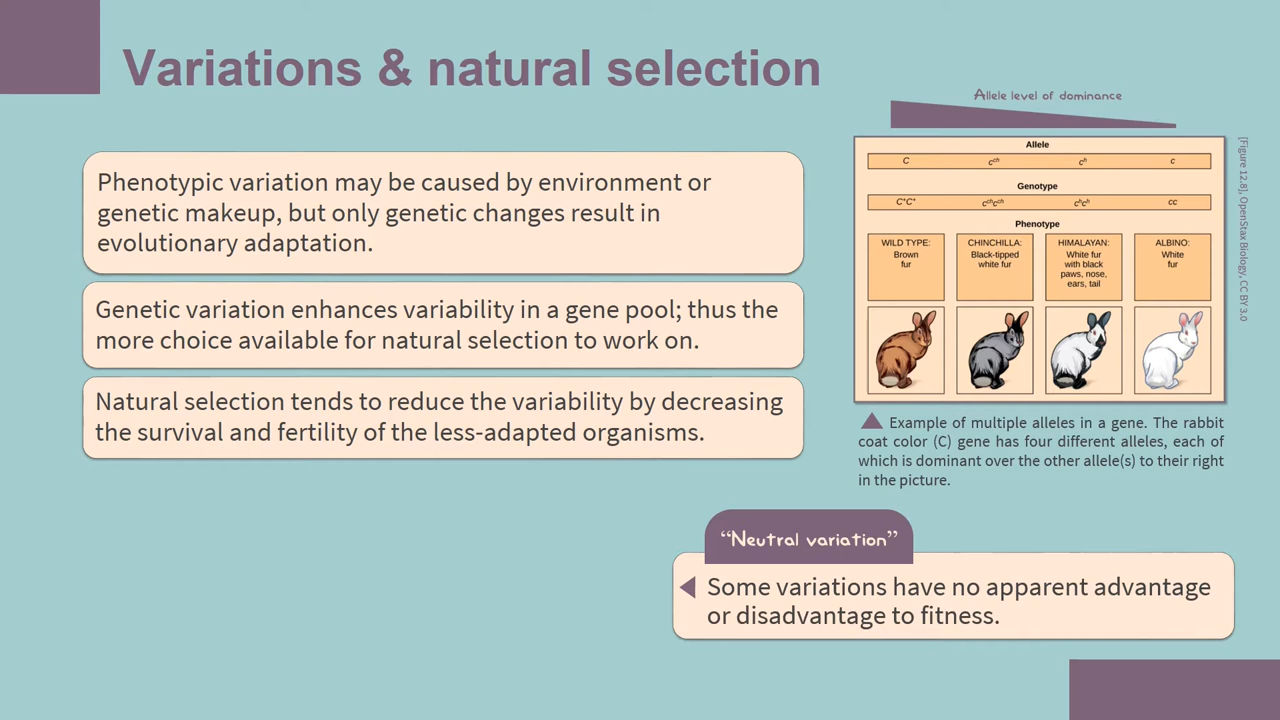 Variations & natural selection
Phenotypic variation may be caused by environment or
genetic makeup, but only genetic changes result in
evolutionary adaptation.
Genetic variation enhances variability in a gene pool; thus the
more choice available for natural selection to work on.
Natural selection tends to reduce the variability by decreasing
the survival and fertility of the less-adapted organisms.
Allele level of dominance
Allele
C cᶜʰ cʰ c
Genotype
C⁺C⁺ cᶜʰcᶜʰ cʰcʰ cc
Phenotype
WILD TYPE:
Brown
fur
CHINCHILLA:
Black-tipped
white fur
HIMALAYAN:
White fur
with black
paws, nose,
ears, tail
ALBINO:
White
fur
[Figure 12.8], OpenStax Biology, CC BY 3.0
Example of multiple alleles in a gene. The rabbit
coat color (C) gene has four different alleles, each of
which is dominant over the other allele(s) to their right
in the picture.
“Neutral variation”
Some variations have no apparent advantage
or disadvantage to fitness.